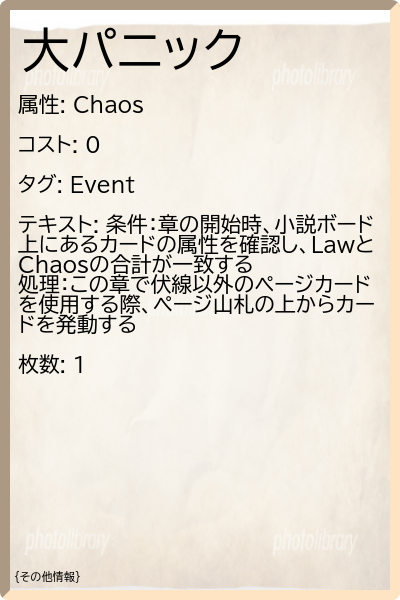 大パニック
photolibrary
photolibrary
属性: Chaos
コスト: 0
タグ: Event
テキスト: 条件：章の開始時、小説ボード
上にあるカードの属性を確認し、Lawと
Chaosの合計が一致する
処理：この章で伏線以外のページカード
を使用する際、ページ山札の上からカー
ドを発動する
枚数: 1
photolibrary
photolibrary
{その他情報}